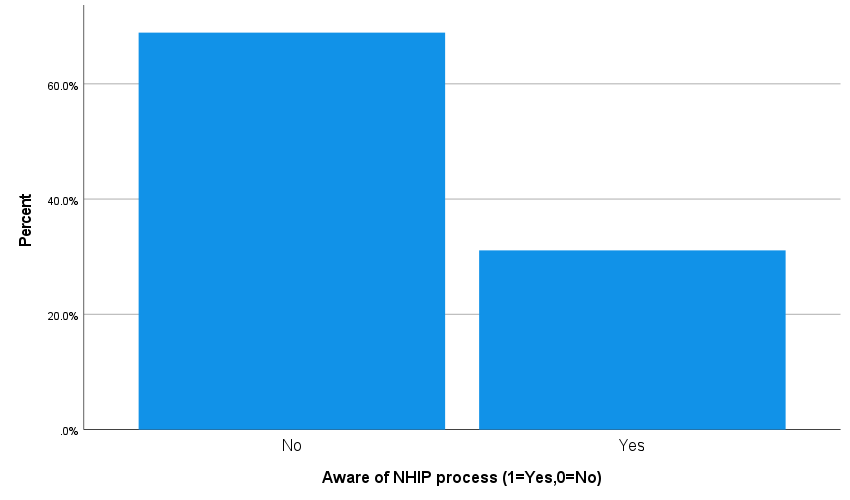 60.0%
40.0%
20.0%
.0%
Percent
No
Yes
Aware of NHIP process (1=Yes,0=No)